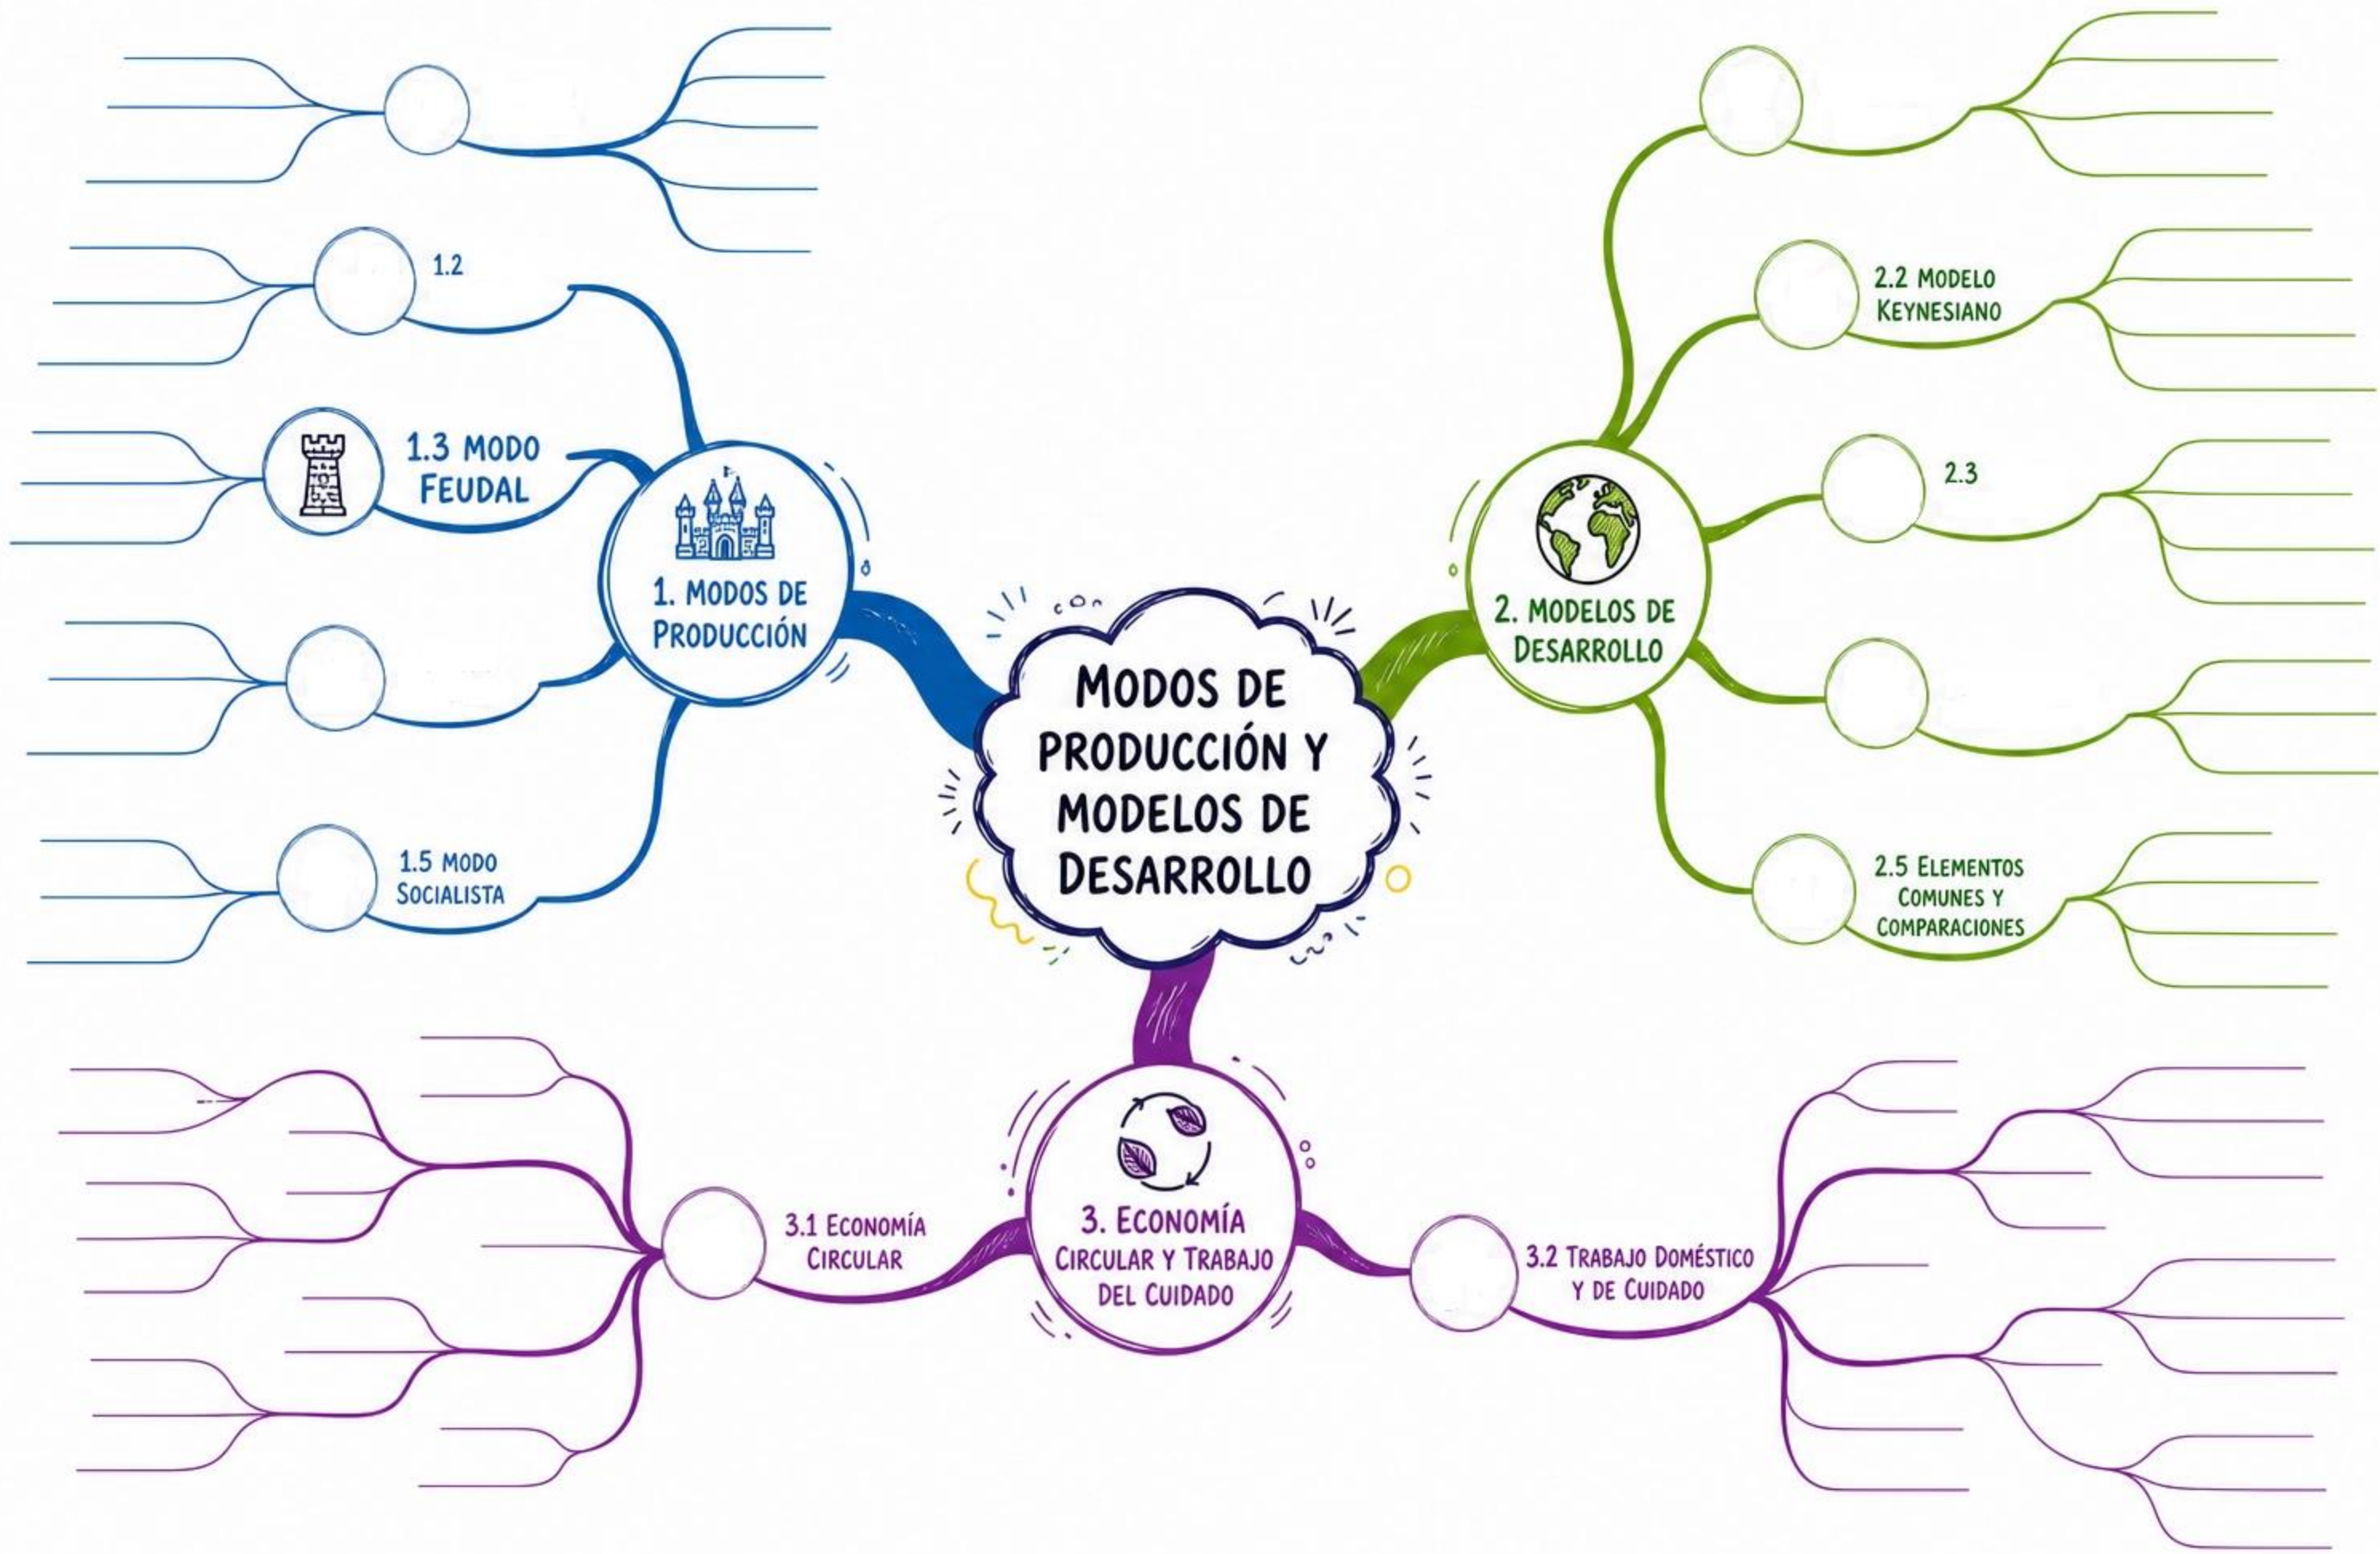 1.2
1.3 MODO
FEUDAL
1. MODOS DE
PRODUCCIÓN
1.5 MODO
SOCIALISTA
MODOS DE
PRODUCCIÓN Y
MODELOS DE
DESARROLLO
2. MODELOS DE
DESARROLLO
2.2 MODELO
KEYNESIANO
2.3
2.5 ELEMENTOS
COMUNES Y
COMPARACIONES
3. ECONOMÍA
CIRCULAR Y TRABAJO
DEL CUIDADO
3.1 ECONOMÍA
CIRCULAR
3.2 TRABAJO DOMÉSTICO
Y DE CUIDADO